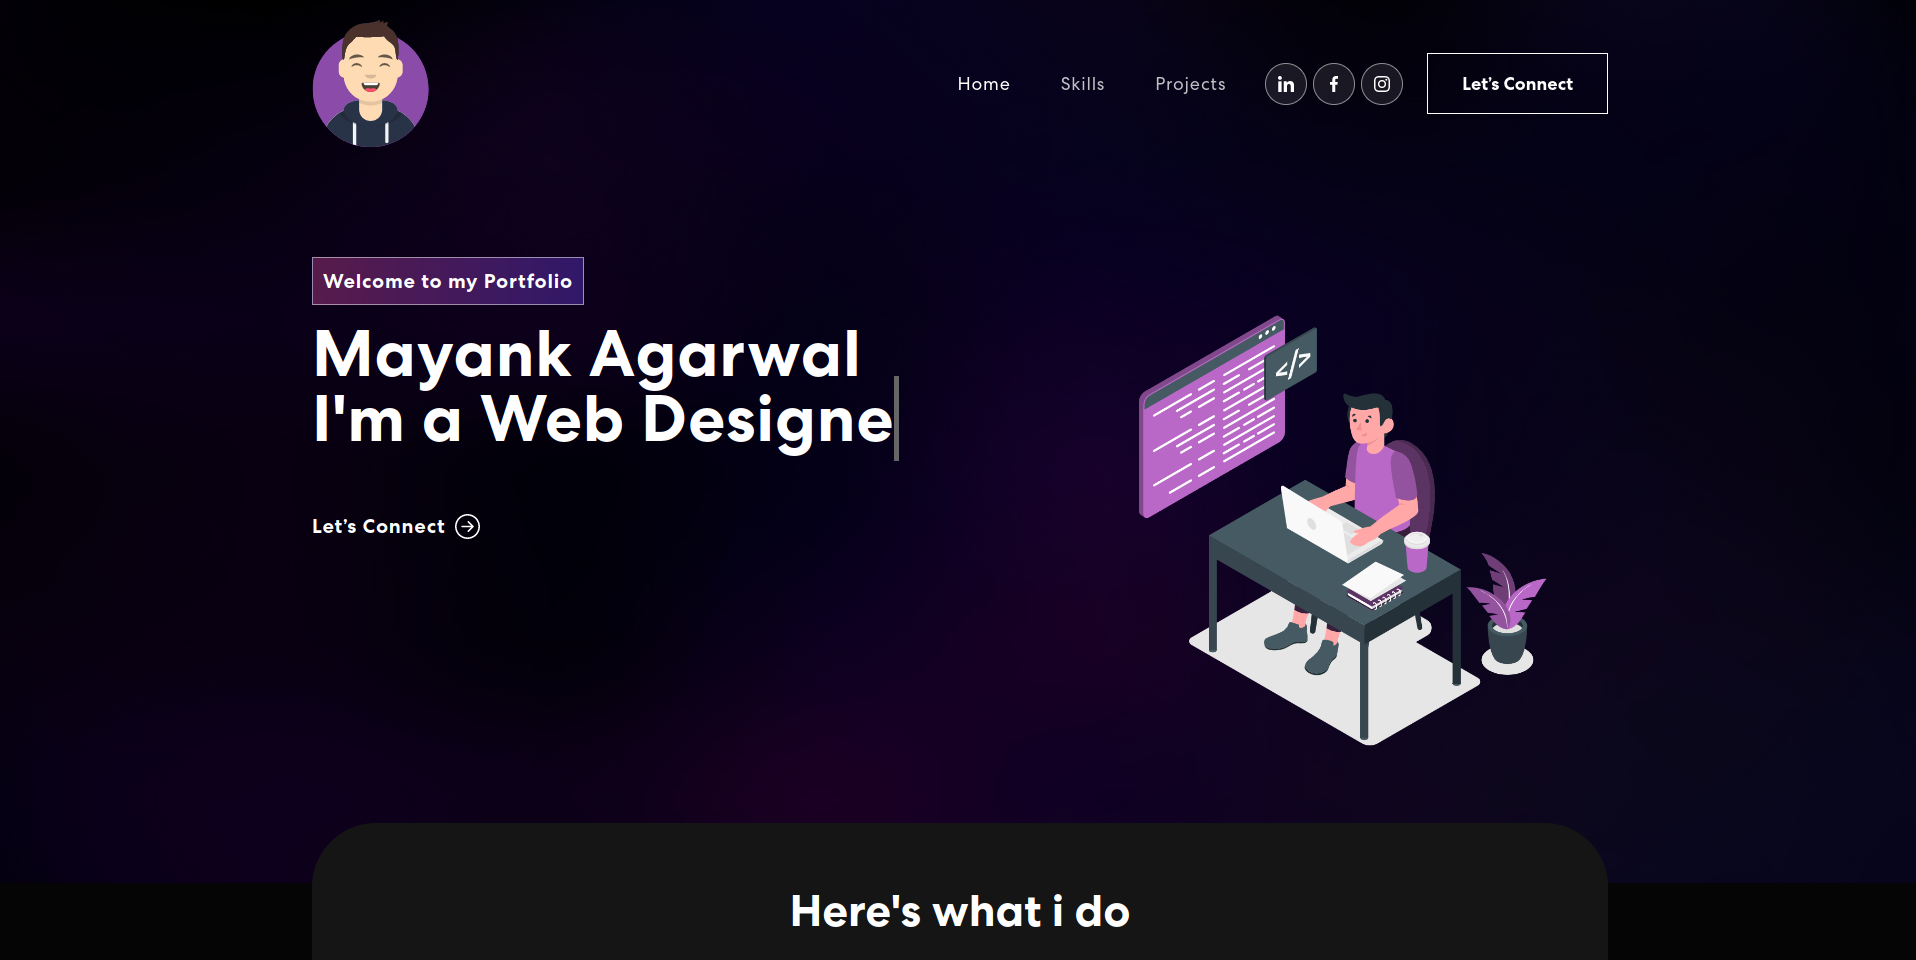 Home Skills Projects in f Let’s Connect
Welcome to my Portfolio
Mayank Agarwal
I'm a Web Designe
</>
Let’s Connect
Here's what i do